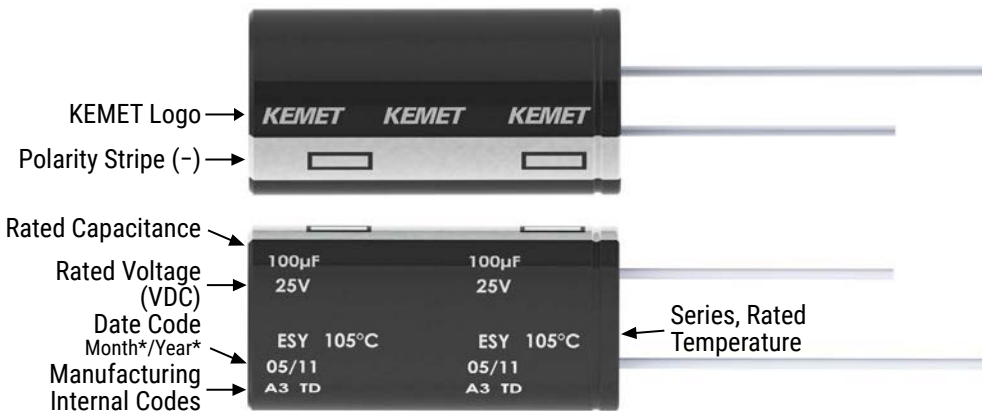 KEMET Logo
KEMET KEMET KEMET
Polarity Stripe (−)
Rated Capacitance
100µF 100µF
Rated Voltage
(VDC)
25V 25V
Date Code
Month*/Year*
ESY 105°C ESY 105°C
05/11 05/11
Manufacturing
Internal Codes
A3 TD A3 TD
Series, Rated
Temperature